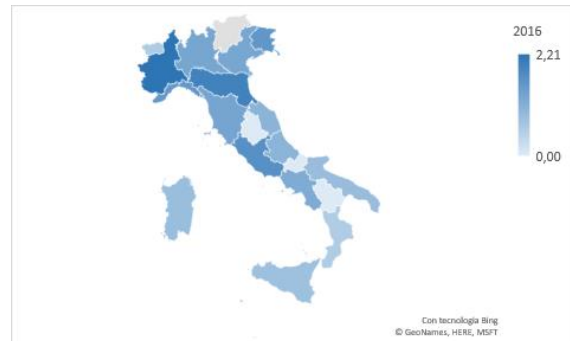 2016
2,21
0,00
Con tecnologia Bing
© GeoNames, HERE, MSFT